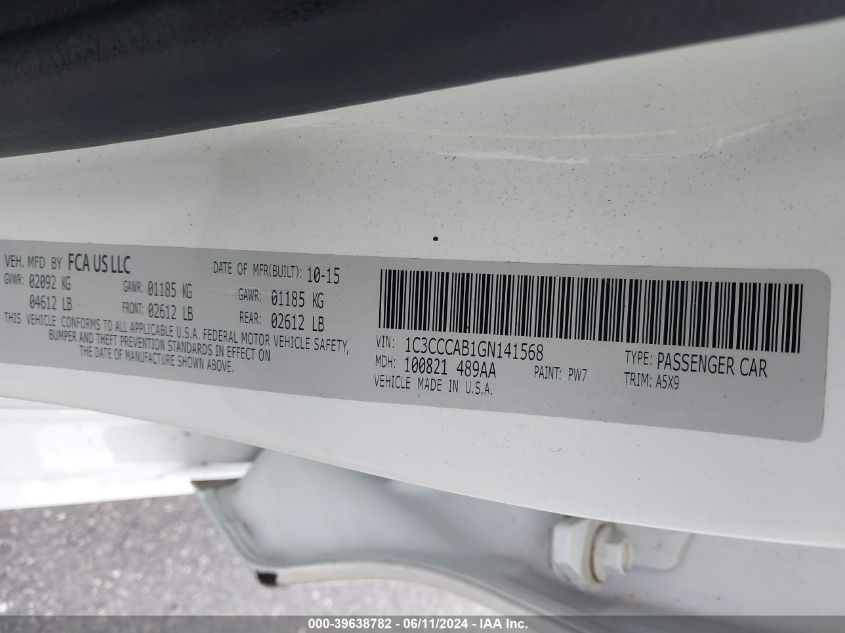 VEH. MFD BY FCA US LLC DATE OF MFR(BUILT): 10-15
GVWR: 02092 KG GAWR: 01185 KG GAWR: 01185 KG
04612 LB FRONT: 02612 LB REAR: 02612 LB
THIS VEHICLE CONFORMS TO ALL APPLICABLE U.S.A. FEDERAL MOTOR VEHICLE SAFETY,
BUMPER AND THEFT PREVENTION STANDARDS IN EFFECT ON
THE DATE OF MANUFACTURE SHOWN ABOVE.
VIN: 1C3CCCAB1GN141568 TYPE: PASSENGER CAR
MDH: 100821 489AA PAINT: PW7 TRIM: A5X9
VEHICLE MADE IN U.S.A.
000-39638782 - 06/11/2024 - IAA Inc.